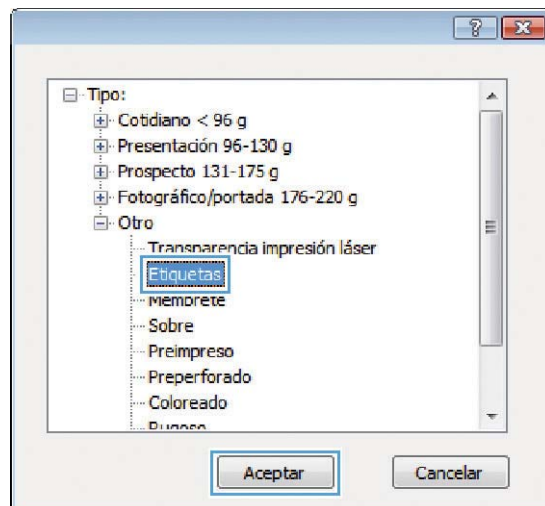 Tipo:
Cotidiano < 96 g
Presentación 96-130 g
Prospecto 131-175 g
Fotográfico/portada 176-220 g
Otro
Transparencia impresión láser
Etiquetas
Membrete
Sobre
Preimpreso
Preperforado
Coloreado
Rugoso
Aceptar Cancelar